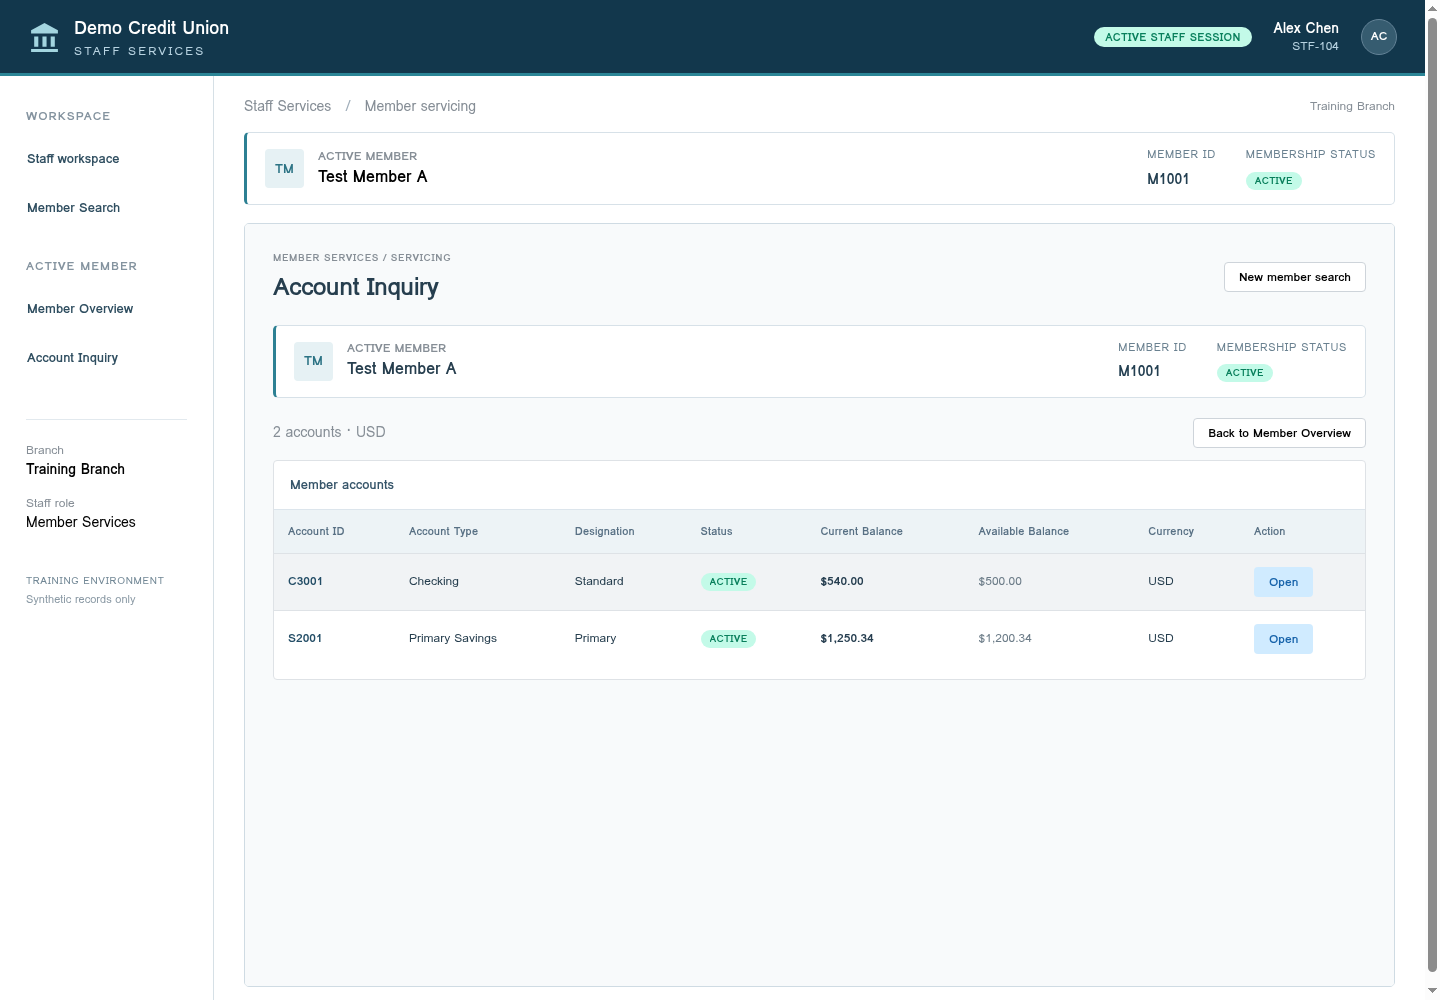 Demo Credit Union
STAFF SERVICES
ACTIVE STAFF SESSION
Alex Chen
STF-104
AC
WORKSPACE
Staff workspace
Member Search
ACTIVE MEMBER
Member Overview
Account Inquiry
Branch
Training Branch
Staff role
Member Services
TRAINING ENVIRONMENT
Synthetic records only
Staff Services / Member servicing
Training Branch
TM
ACTIVE MEMBER
Test Member A
MEMBER ID
M1001
MEMBERSHIP STATUS
ACTIVE
MEMBER SERVICES / SERVICING
Account Inquiry
New member search
TM
ACTIVE MEMBER
Test Member A
MEMBER ID
M1001
MEMBERSHIP STATUS
ACTIVE
2 accounts · USD
Back to Member Overview
Member accounts
Account ID Account Type Designation Status Current Balance Available Balance Currency Action
C3001 Checking Standard ACTIVE $540.00 $500.00 USD Open
S2001 Primary Savings Primary ACTIVE $1,250.34 $1,200.34 USD Open